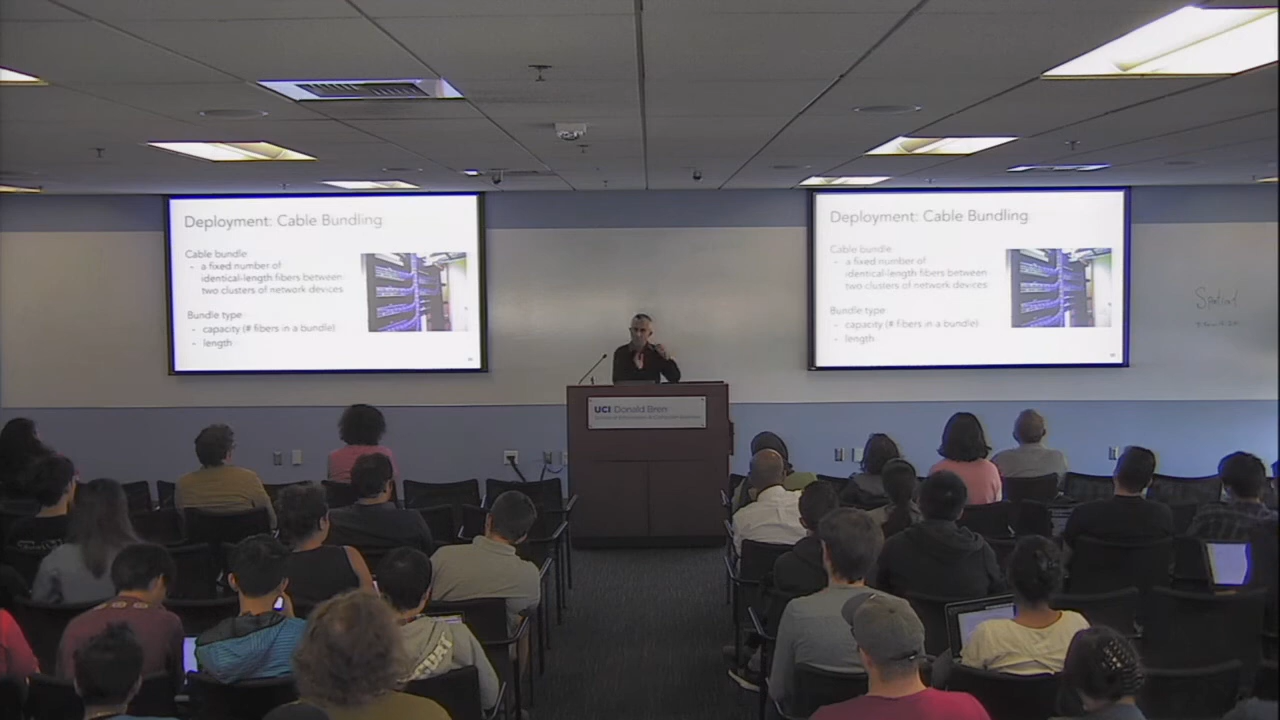 Deployment: Cable Bundling
Cable bundle:
- a fixed number of
identical-length fibers between
two clusters of network devices
Bundle type:
- capacity (# fibers in a bundle)
- length
Deployment: Cable Bundling
Cable bundle:
- a fixed number of
identical-length fibers between
two clusters of network devices
Bundle type:
- capacity (# fibers in a bundle)
- length
UCI Donald Bren